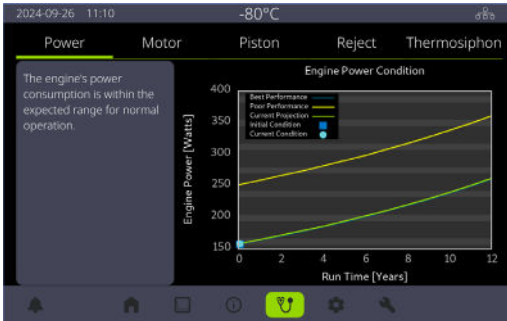 2024-09-26 11:10
-80°C
Power Motor Piston Reject Thermosiphon
The engine's power
consumption is within the
expected range for normal
operation.
Engine Power Condition
Best Performance
Poor Performance
Current Projection
Initial Condition
Current Condition
Engine Power [Watts]
400
350
300
250
200
150
0 2 4 6 8 10 12
Run Time [Years]